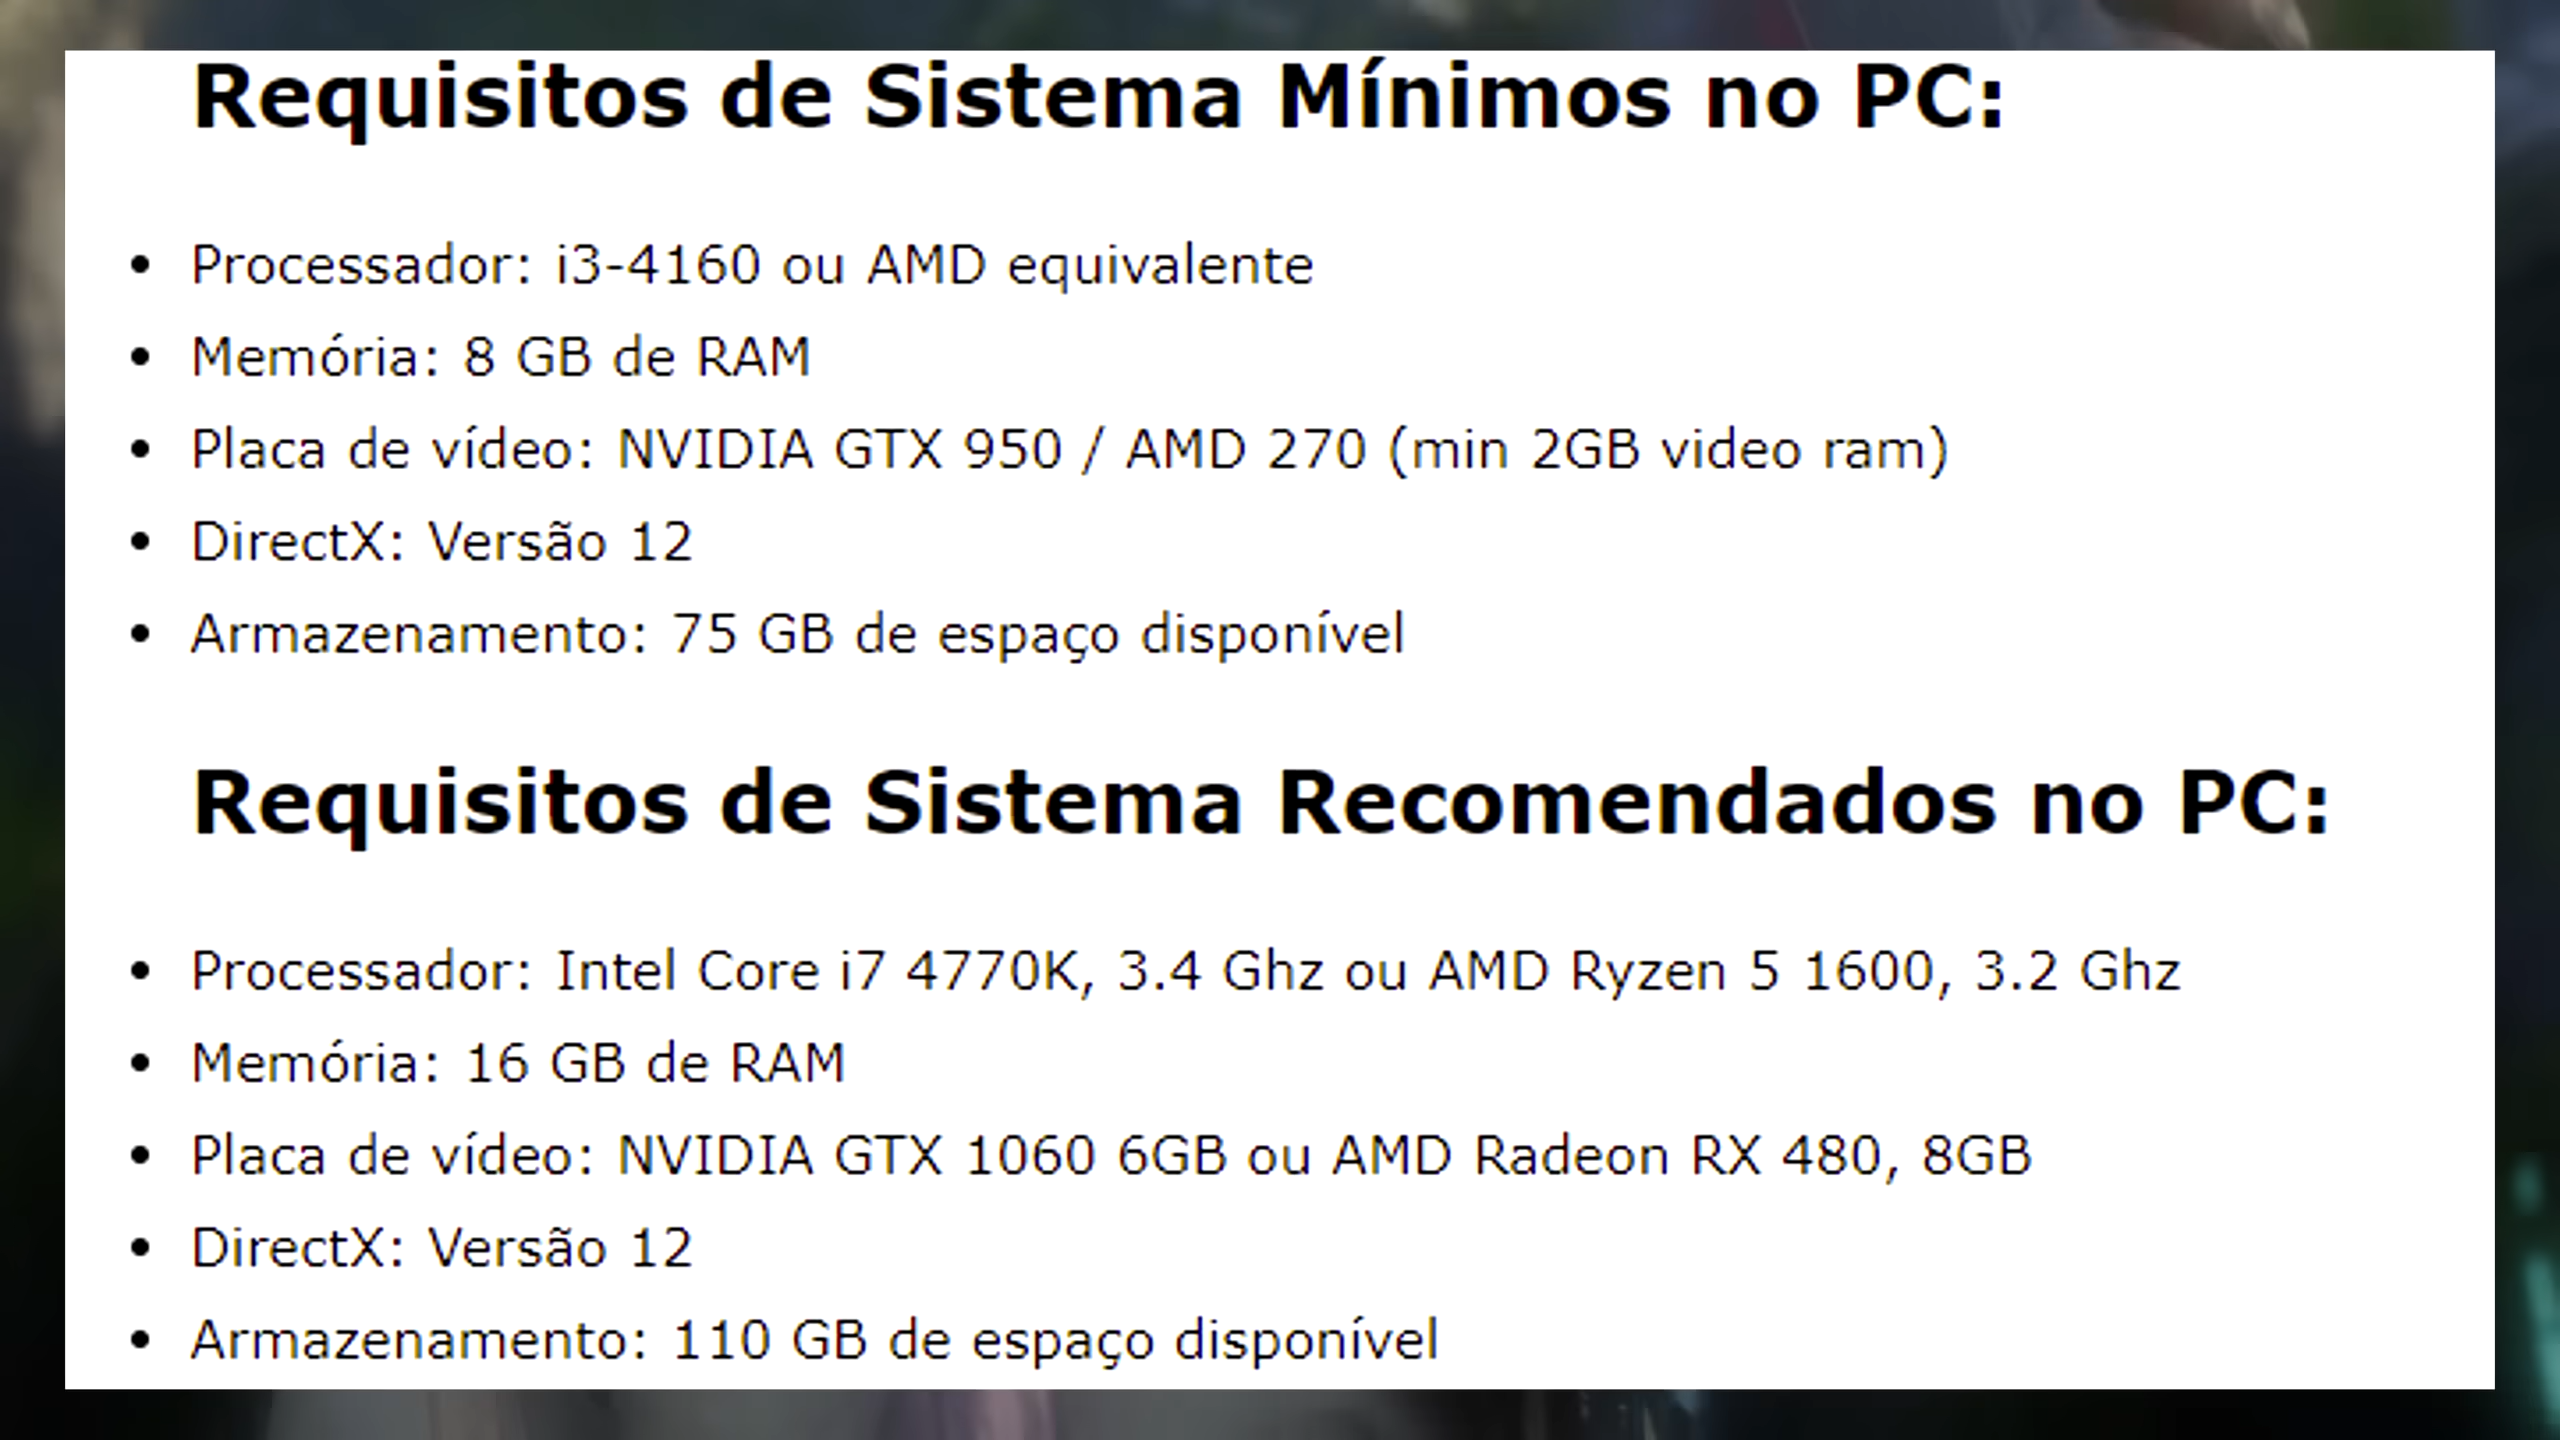 Requisitos de Sistema Mínimos no PC:
• Processador: i3-4160 ou AMD equivalente
• Memória: 8 GB de RAM
• Placa de vídeo: NVIDIA GTX 950 / AMD 270 (min 2GB video ram)
• DirectX: Versão 12
• Armazenamento: 75 GB de espaço disponível
Requisitos de Sistema Recomendados no PC:
• Processador: Intel Core i7 4770K, 3.4 Ghz ou AMD Ryzen 5 1600, 3.2 Ghz
• Memória: 16 GB de RAM
• Placa de vídeo: NVIDIA GTX 1060 6GB ou AMD Radeon RX 480, 8GB
• DirectX: Versão 12
• Armazenamento: 110 GB de espaço disponível